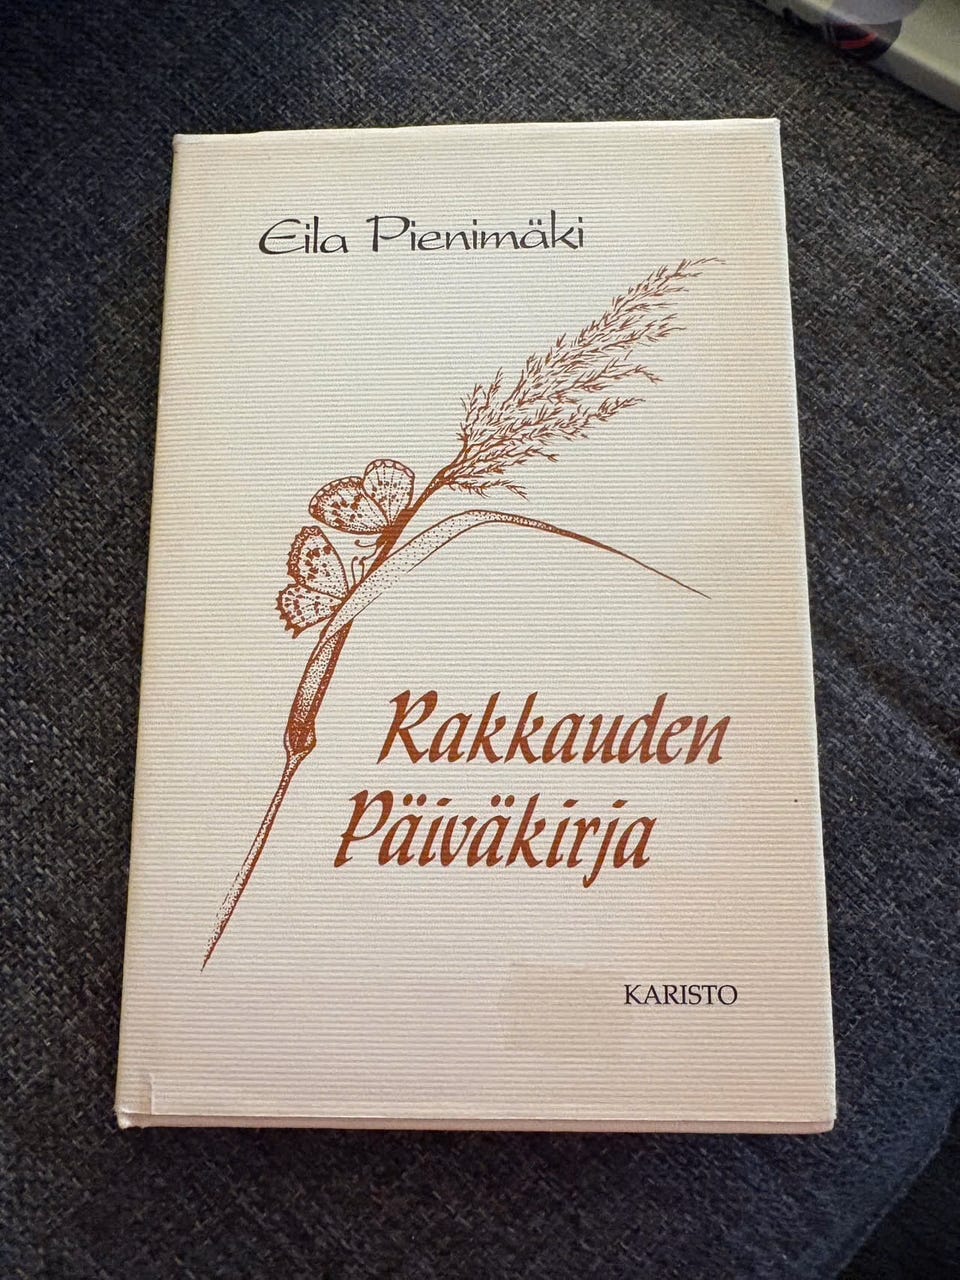 Eila Pienimäki
Rakkauden
Päiväkirja
KARISTO